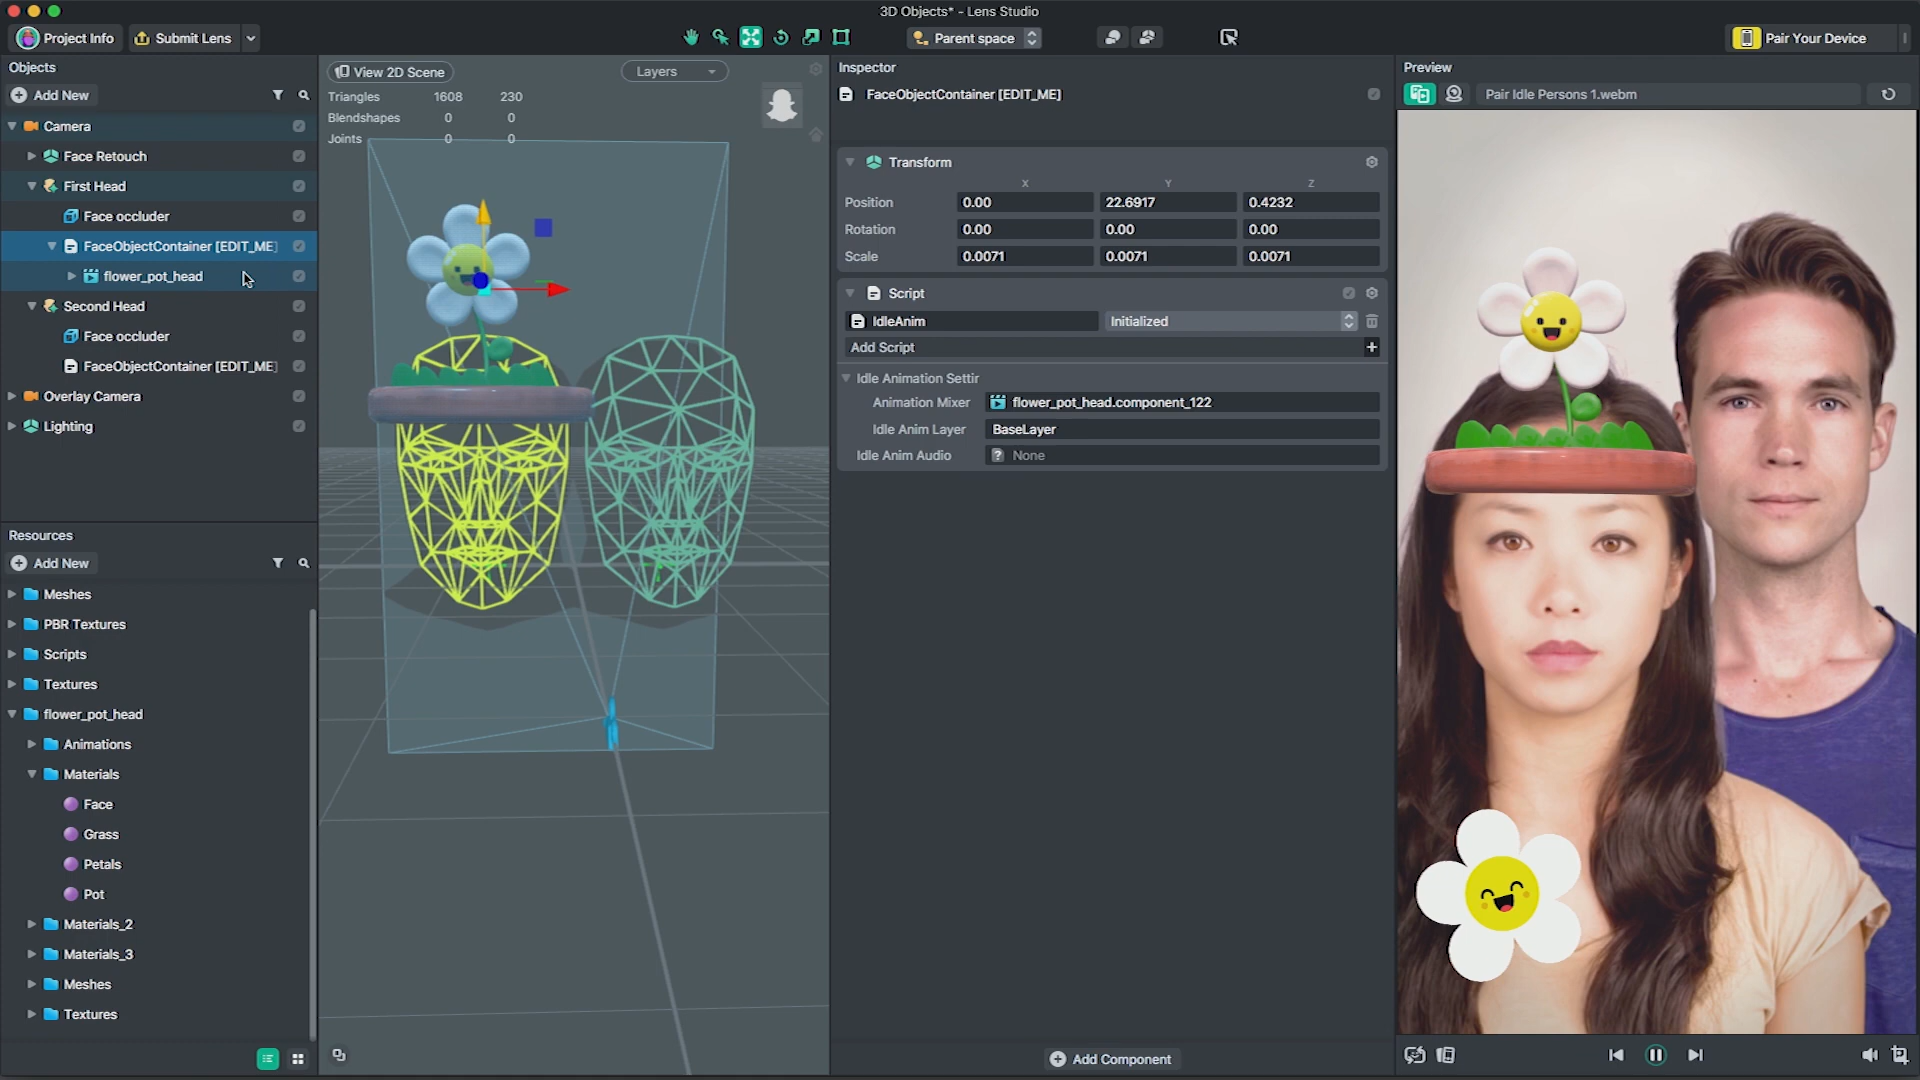 3D Objects* - Lens Studio
Project Info
Submit Lens
Parent space
Pair Your Device
Objects
Add New
Camera
Face Retouch
First Head
Face occluder
FaceObjectContainer [EDIT_ME]
flower_pot_head
Second Head
Face occluder
FaceObjectContainer [EDIT_ME]
Overlay Camera
Lighting
Resources
Add New
Meshes
PBR Textures
Scripts
Textures
flower_pot_head
Animations
Materials
Face
Grass
Petals
Pot
Materials_2
Materials_3
Meshes
Textures
View 2D Scene
Layers
Triangles 1608 230
Blendshapes 0 0
Joints 0 0
Inspector
FaceObjectContainer [EDIT_ME]
Transform
X Y Z
Position 0.00 22.6917 0.4232
Rotation 0.00 0.00 0.00
Scale 0.0071 0.0071 0.0071
Script
IdleAnim Initialized
Add Script +
Idle Animation Settir
Animation Mixer flower_pot_head.component_122
Idle Anim Layer BaseLayer
Idle Anim Audio ? None
Add Component
Preview
Pair Idle Persons 1.webm